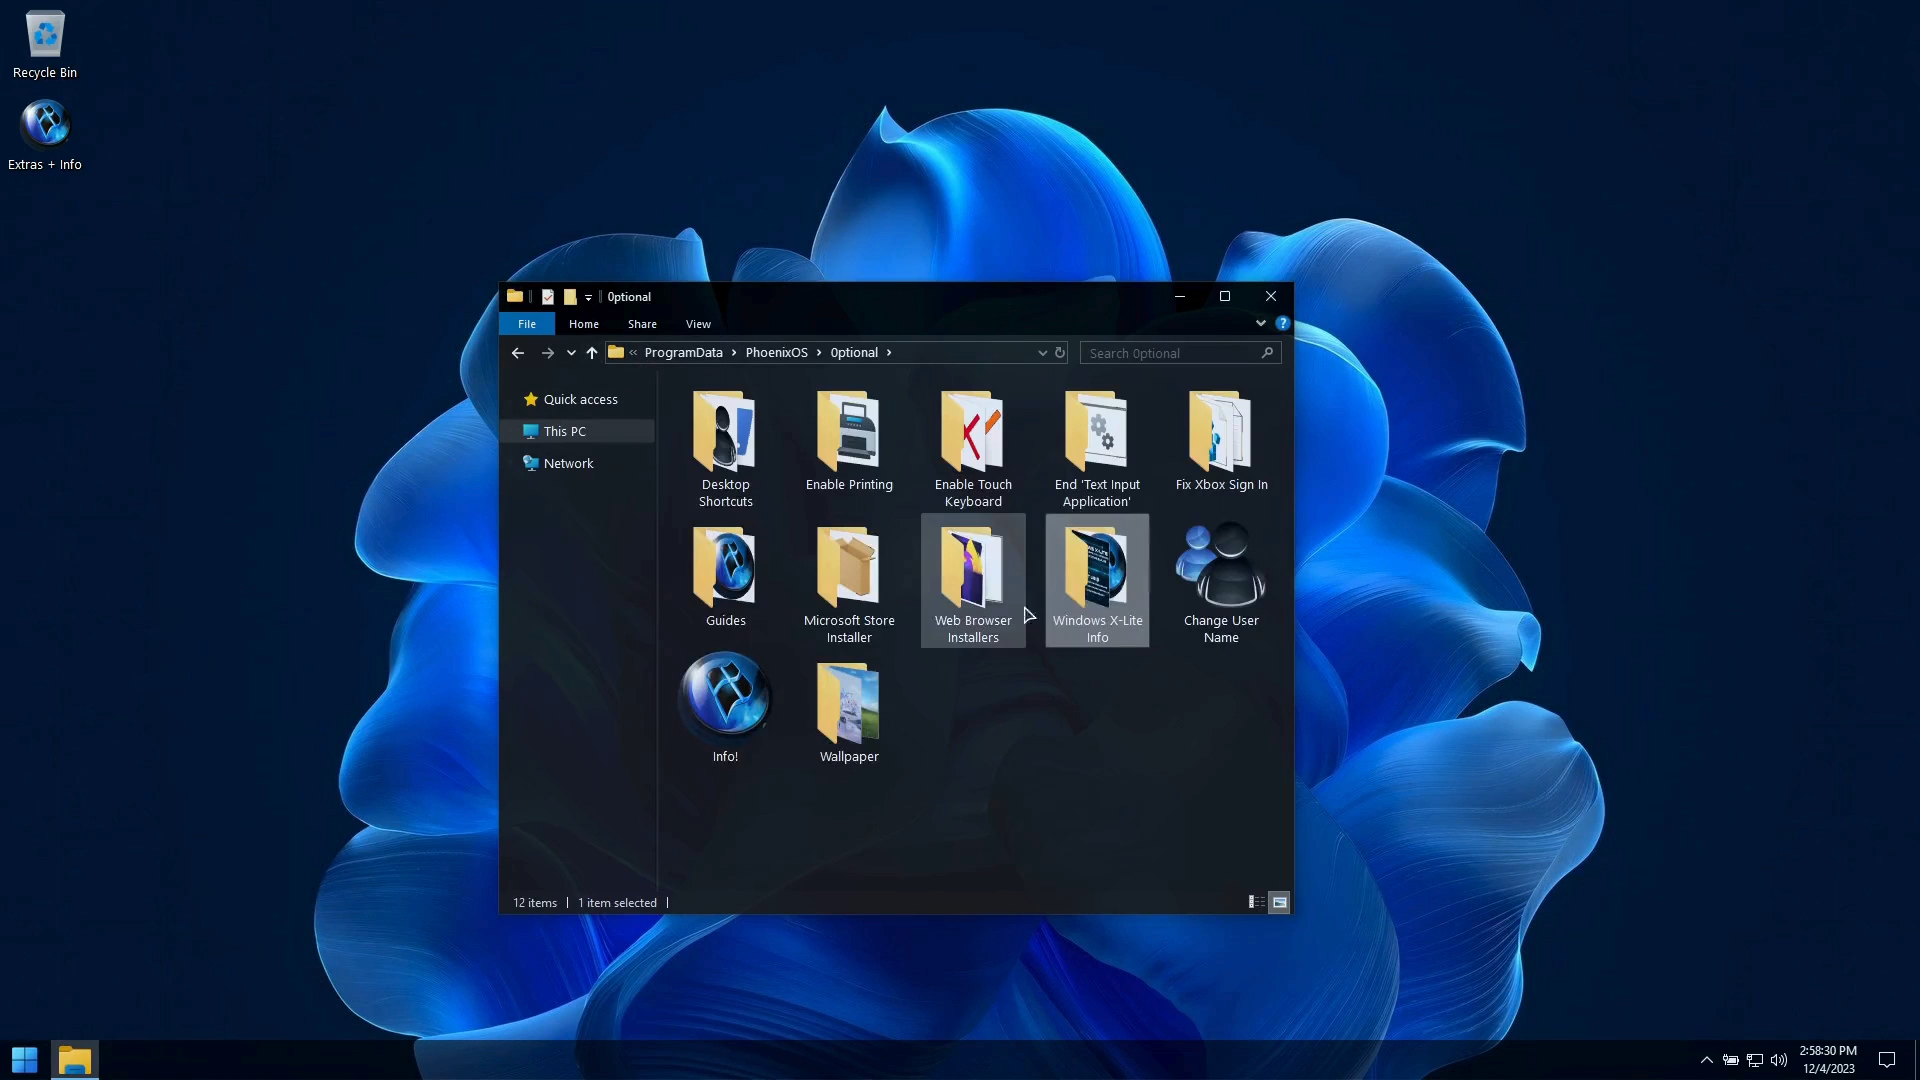 Recycle Bin
Extras + Info
0ptional
File
Home
Share
View
?
« ProgramData › PhoenixOS › 0ptional ›
Search 0ptional
Quick access
This PC
Network
Desktop
Shortcuts
Enable Printing
Enable Touch
Keyboard
End 'Text Input
Application'
Fix Xbox Sign In
Guides
Microsoft Store
Installer
Web Browser
Installers
Windows X-Lite
Info
Change User
Name
Info!
Wallpaper
12 items
1 item selected
2:58:30 PM
12/4/2023